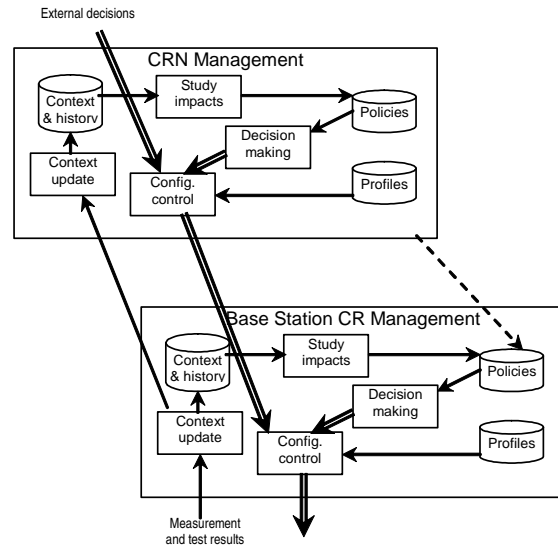 External decisions
CRN Management
Context
& history
Study
impacts
Policies
Decision
making
Context
update
Config.
control
Profiles
Base Station CR Management
Context
& history
Study
impacts
Policies
Decision
making
Context
update
Config.
control
Profiles
Measurement
and test results